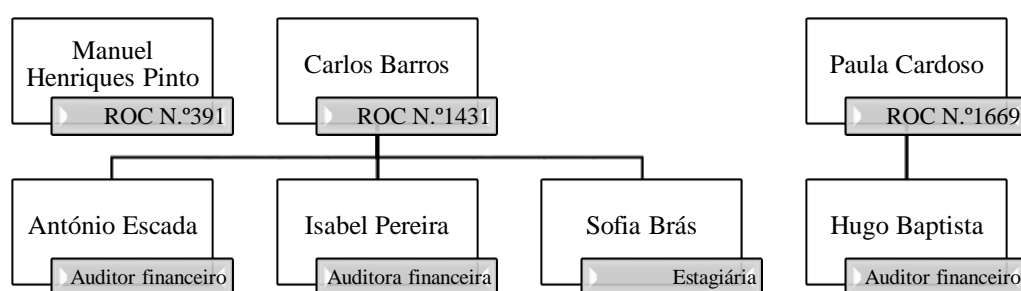 Manuel
Henriques Pinto
ROC N.º391
Carlos Barros
ROC N.º1431
Paula Cardoso
ROC N.º1669
António Escada
Auditor financeiro
Isabel Pereira
Auditora financeira
Sofia Brás
Estagiária
Hugo Baptista
Auditor financeiro